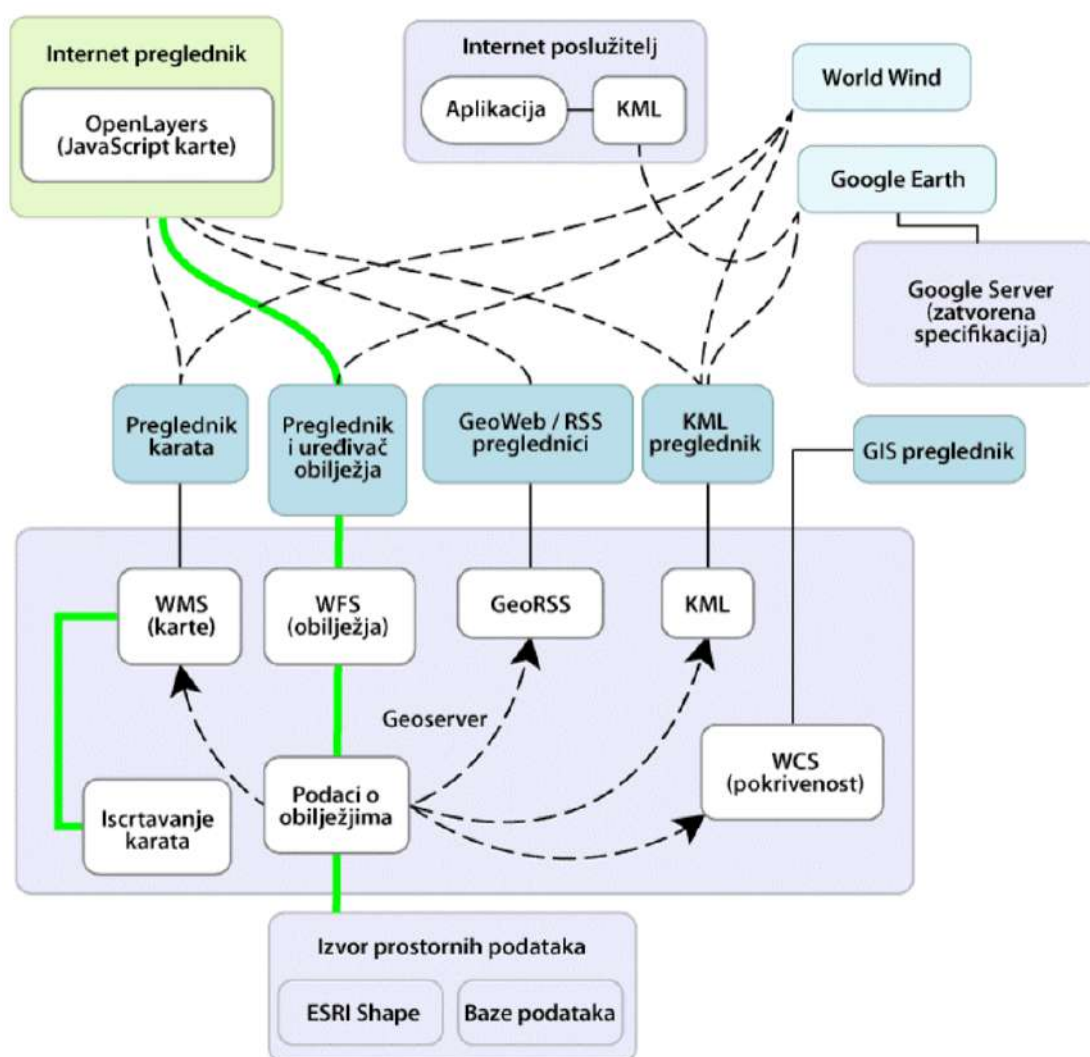 Internet preglednik
OpenLayers
(JavaScript karte)
Internet poslužitelj
Aplikacija
KML
World Wind
Google Earth
Google Server
(zatvorena
specifikacija)
Preglednik
karata
Preglednik
i uređivač
obilježja
GeoWeb / RSS
preglednici
KML
preglednik
GIS preglednik
WMS
(karte)
WFS
(obilježja)
GeoRSS
KML
Geoserver
WCS
(pokrivenost)
Iscrtavanje
karata
Podaci o
obilježjima
Izvor prostornih podataka
ESRI Shape
Baze podataka